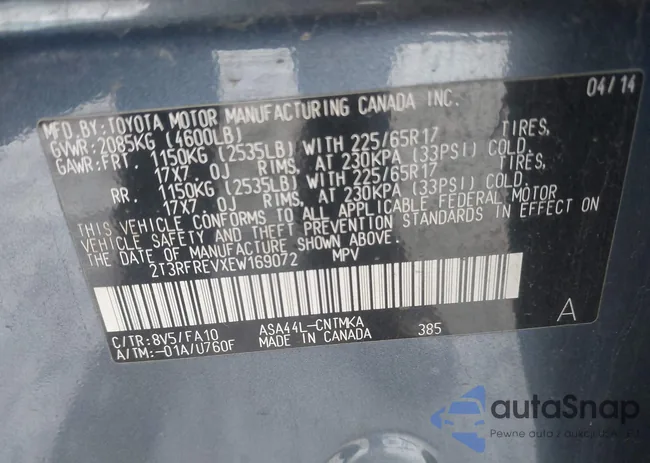 MFD. BY: TOYOTA MOTOR MANUFACTURING CANADA INC. 04/14
GVWR: 2085KG (4600LB)
GAWR: FRT. 1150KG (2535LB) WITH 225/65R17 TIRES,
17X7.0J RIMS, AT 230KPA (33PSI) COLD.
RR. 1150KG (2535LB) WITH 225/65R17 TIRES,
17X7.0J RIMS, AT 230KPA (33PSI) COLD.
THIS VEHICLE CONFORMS TO ALL APPLICABLE FEDERAL MOTOR
VEHICLE SAFETY AND THEFT PREVENTION STANDARDS IN EFFECT ON
THE DATE OF MANUFACTURE SHOWN ABOVE.
2T3RFREVXEW169072 MPV
A
C/TR: 8V5/FA10 ASA44L-CNTMKA 385
A/TM: -01A/U760F MADE IN CANADA
autaSnap
Pewne auta z aukcji